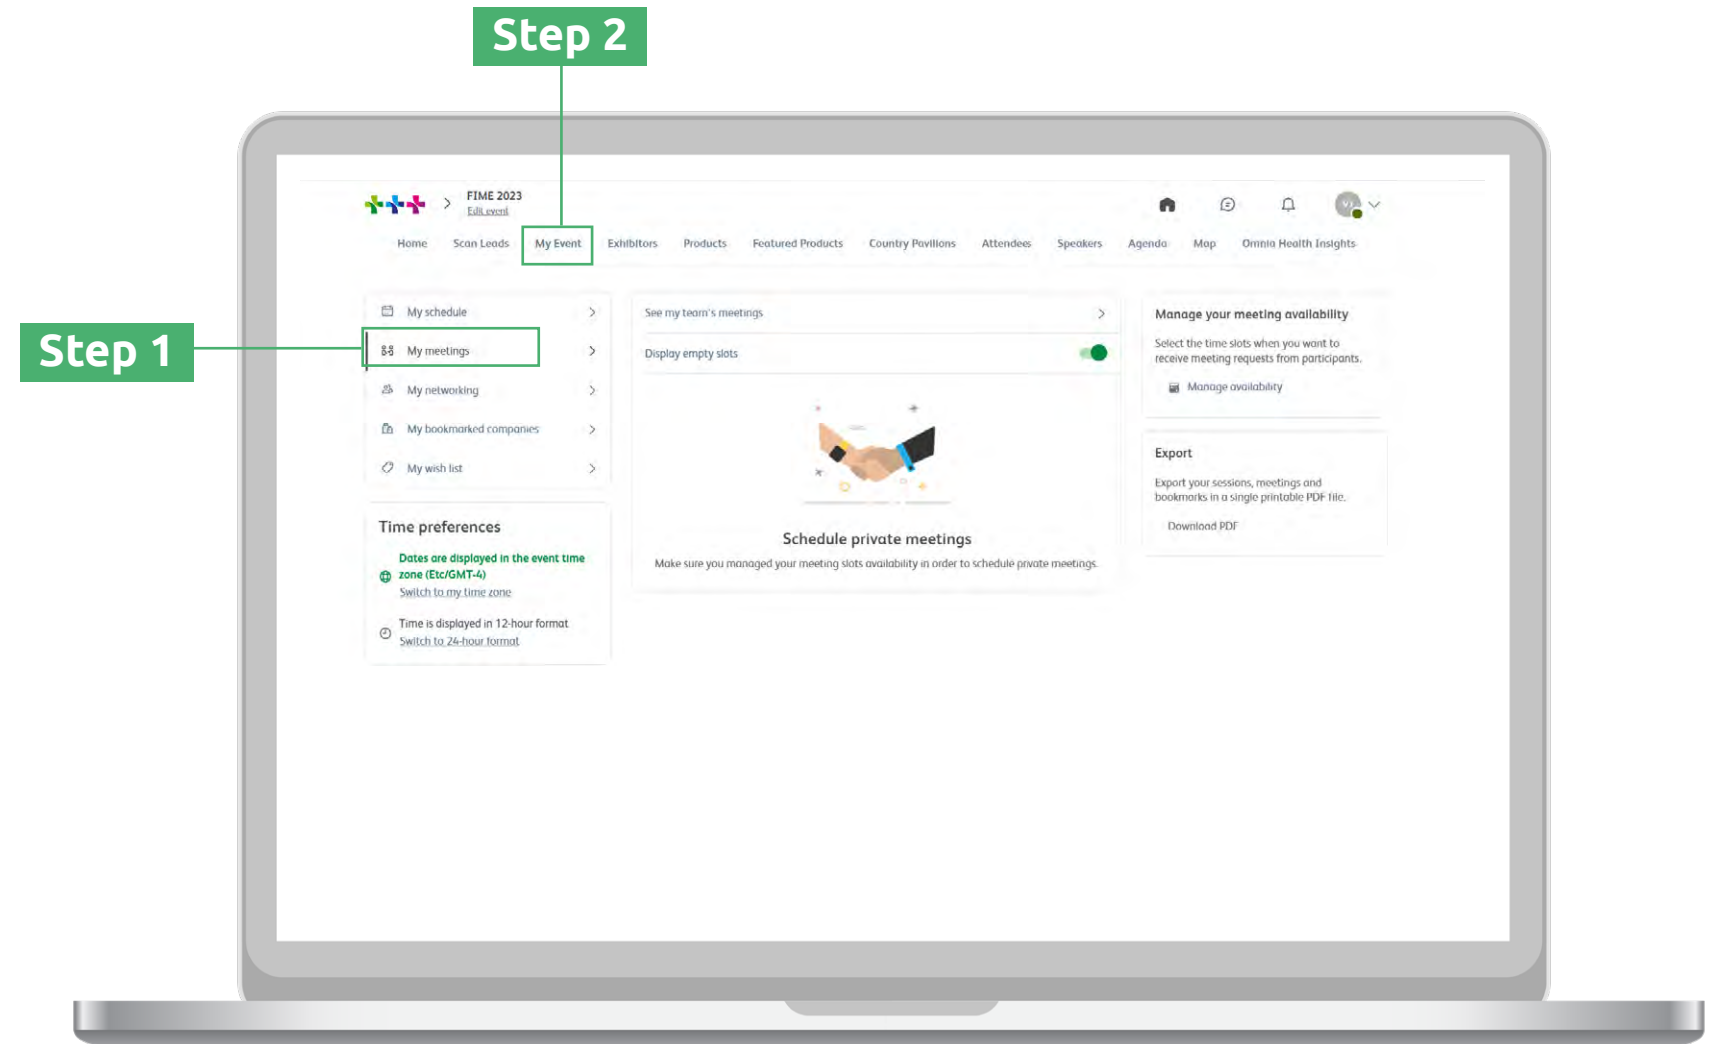 Step 2
FIME 2023
Edit event
Home Scan Leads My Event Exhibitors Products Featured Products Country Pavilions Attendees Speakers Agenda Map Omnia Health Insights
Step 1
My schedule
My meetings
My networking
My bookmarked companies
My wish list
Time preferences
Dates are displayed in the event time
zone (Etc/GMT-4)
Switch to my time zone
Time is displayed in 12-hour format
Switch to 24-hour format
See my team's meetings
Display empty slots
Schedule private meetings
Make sure you managed your meeting slots availability in order to schedule private meetings.
Manage your meeting availability
Select the time slots when you want to
receive meeting requests from participants.
Manage availability
Export
Export your sessions, meetings and
bookmarks in a single printable PDF file.
Download PDF